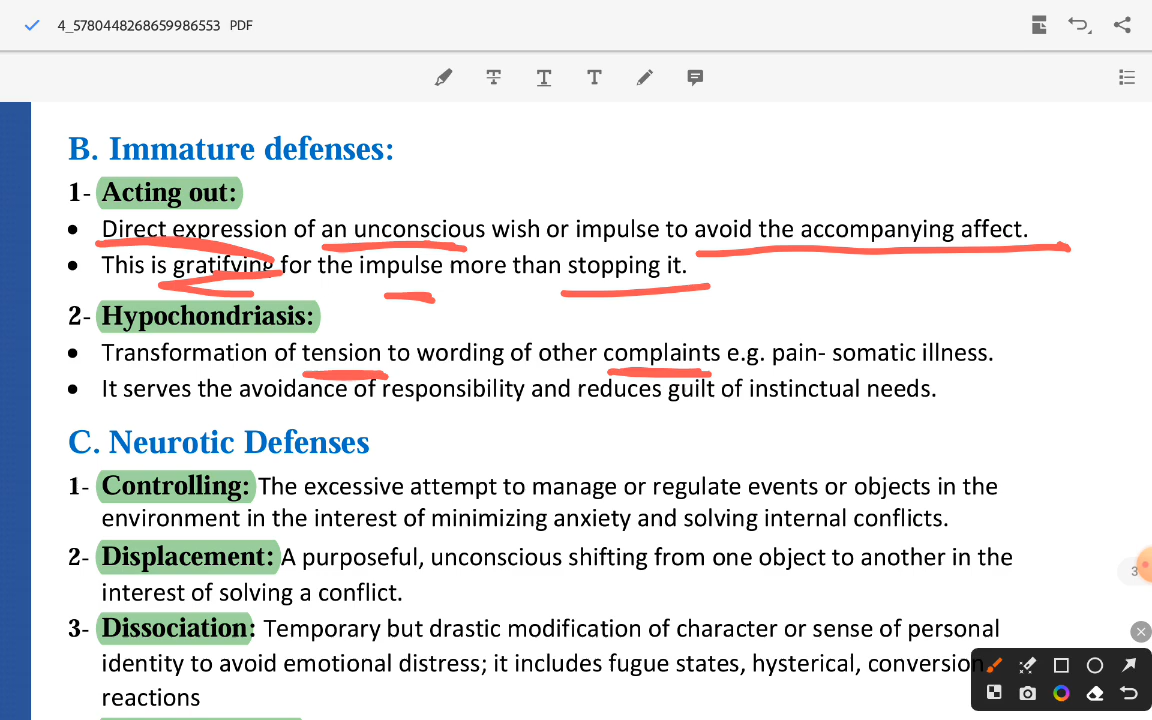 4_5780448268659986553 PDF
B. Immature defenses:
1- Acting out:
• Direct expression of an unconscious wish or impulse to avoid the accompanying affect.
• This is gratifying for the impulse more than stopping it.
2- Hypochondriasis:
• Transformation of tension to wording of other complaints e.g. pain- somatic illness.
• It serves the avoidance of responsibility and reduces guilt of instinctual needs.
C. Neurotic Defenses
1- Controlling: The excessive attempt to manage or regulate events or objects in the
environment in the interest of minimizing anxiety and solving internal conflicts.
2- Displacement: A purposeful, unconscious shifting from one object to another in the
interest of solving a conflict.
3
3- Dissociation: Temporary but drastic modification of character or sense of personal
identity to avoid emotional distress; it includes fugue states, hysterical, conversion
reactions